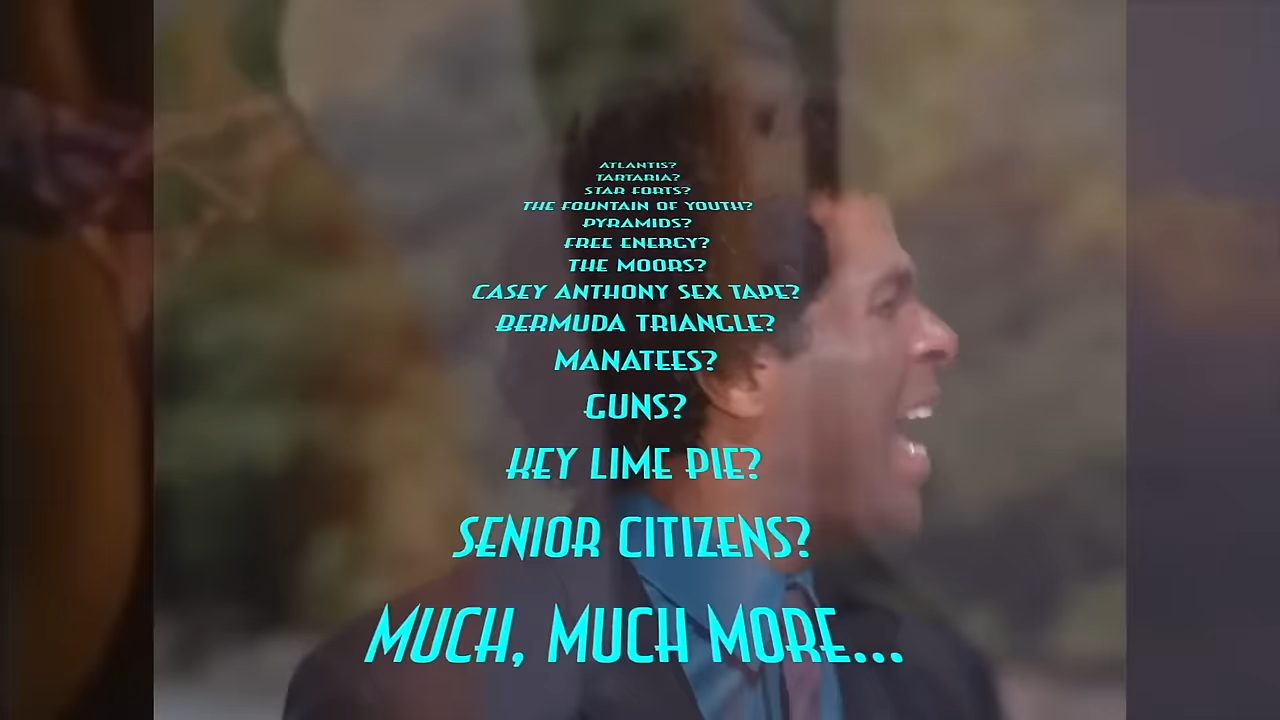 ATLANTIS?
TARTARIA?
STAR FORTS?
THE FOUNTAIN OF YOUTH?
PYRAMIDS?
FREE ENERGY?
THE MOORS?
CASEY ANTHONY SEX TAPE?
BERMUDA TRIANGLE?
MANATEES?
GUNS?
KEY LIME PIE?
SENIOR CITIZENS?
MUCH, MUCH MORE...